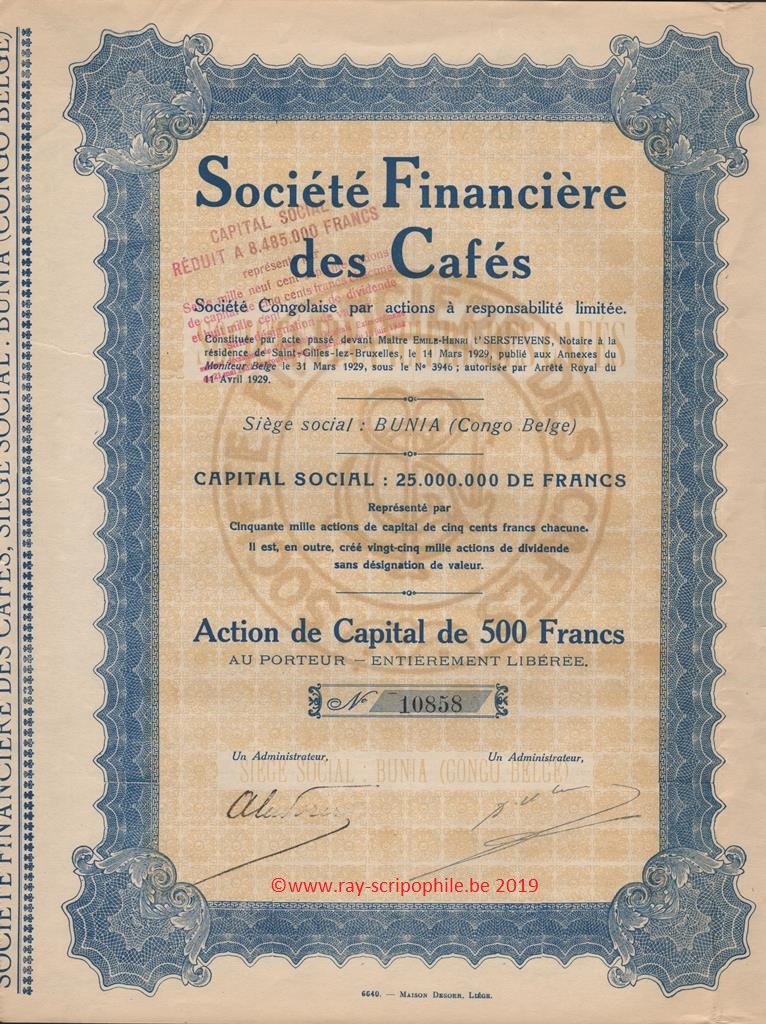 Société Financière
des Cafés
CAPITAL SOCIAL
RÉDUIT A 8.485.000 FRANCS
Société Congolaise par actions à responsabilité limitée.
Constituée par acte passé devant Maître EMILE-HENRI t'SERSTEVENS, Notaire à la
résidence de Saint-Gilles-lez-Bruxelles, le 14 Mars 1929, publié aux Annexes du
Moniteur Belge le 31 Mars 1929, sous le No 3946 ; autorisée par Arrêté Royal du
11 Avril 1929.
Siège social : BUNIA (Congo Belge)
CAPITAL SOCIAL : 25.000.000 DE FRANCS
Représenté par
Cinquante mille actions de capital de cinq cents francs chacune.
Il est, en outre, créé vingt-cinq mille actions de dividende
sans désignation de valeur.
Action de Capital de 500 Francs
AU PORTEUR — ENTIÈREMENT LIBÉRÉE.
No 10858
Un Administrateur,
Un Administrateur,
SIÈGE SOCIAL : BUNIA (CONGO BELGE)
©www.ray-scripophile.be 2019
6640. — MAISON DESOER, LIÉGE.
SOCIÉTÉ FINANCIÈRE DES CAFÉS, SIÈGE SOCIAL : BUNIA (CONGO BELGE)